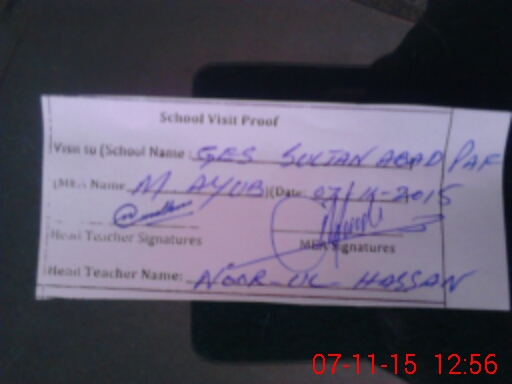 School Visit Proof
Visit to (School Name: GES SULTAN ABAD PAF
(MEA Name M. AYUB)(Date: 07/11-2015
Head Teacher Signatures MEA Signatures
Head Teacher Name: NOOR-UL-HASSAN
07-11-15 12:56